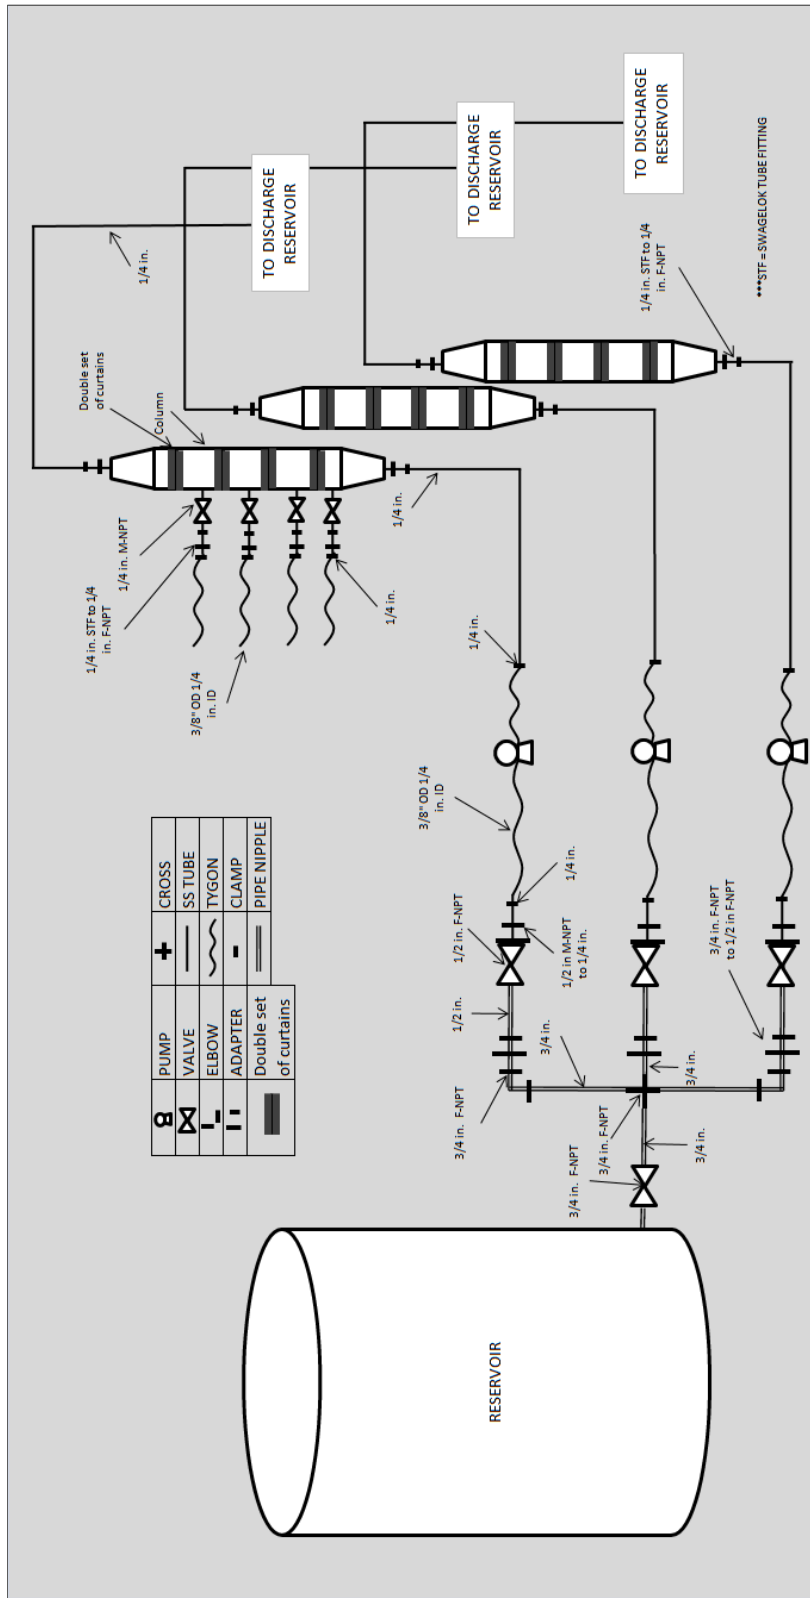 TO DISCHARGE
RESERVOIR
TO DISCHARGE
RESERVOIR
TO DISCHARGE
RESERVOIR
1/4 in.
Double set
of curtains
Column
1/4 in. M-NPT
1/4 in. STF to 1/4
in. F-NPT
3/8" OD 1/4
in. ID
1/4 in.
1/4 in.
1/4 in. STF to 1/4
in. F-NPT
***STF = SWAGELOK TUBE FITTING
1/4 in.
3/8" OD 1/4
in. ID
1/4 in.
1/2 in. F-NPT
1/2 in M-NPT
to 1/4 in.
1/2 in.
3/4 in. F-NPT
3/4 in.
3/4 in. F-NPT
to 1/2 in F-NPT
3/4 in.
3/4 in. F-NPT
3/4 in. F-NPT
3/4 in.
PUMP
CROSS
VALVE
SS TUBE
ELBOW
TYGON
ADAPTER
CLAMP
Double set
of curtains
PIPE NIPPLE
RESERVOIR